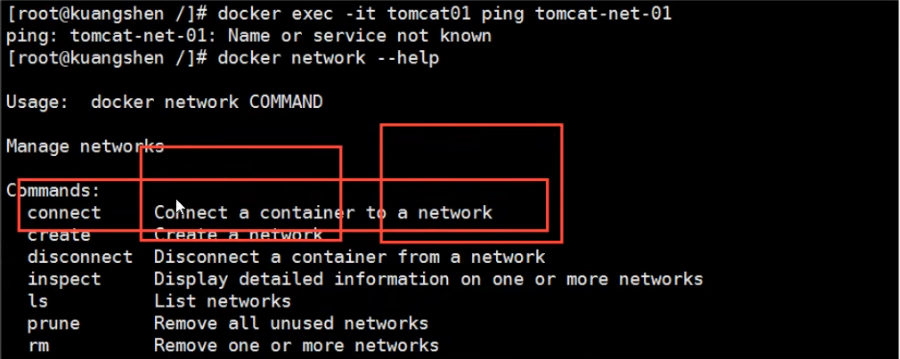 [root@kuangshen /]# docker exec -it tomcat01 ping tomcat-net-01
ping: tomcat-net-01: Name or service not known
[root@kuangshen /]# docker network --help
Usage:  docker network COMMAND
Manage networks
Commands:
  connect     Connect a container to a network
  create      Create a network
  disconnect  Disconnect a container from a network
  inspect     Display detailed information on one or more networks
  ls          List networks
  prune       Remove all unused networks
  rm          Remove one or more networks